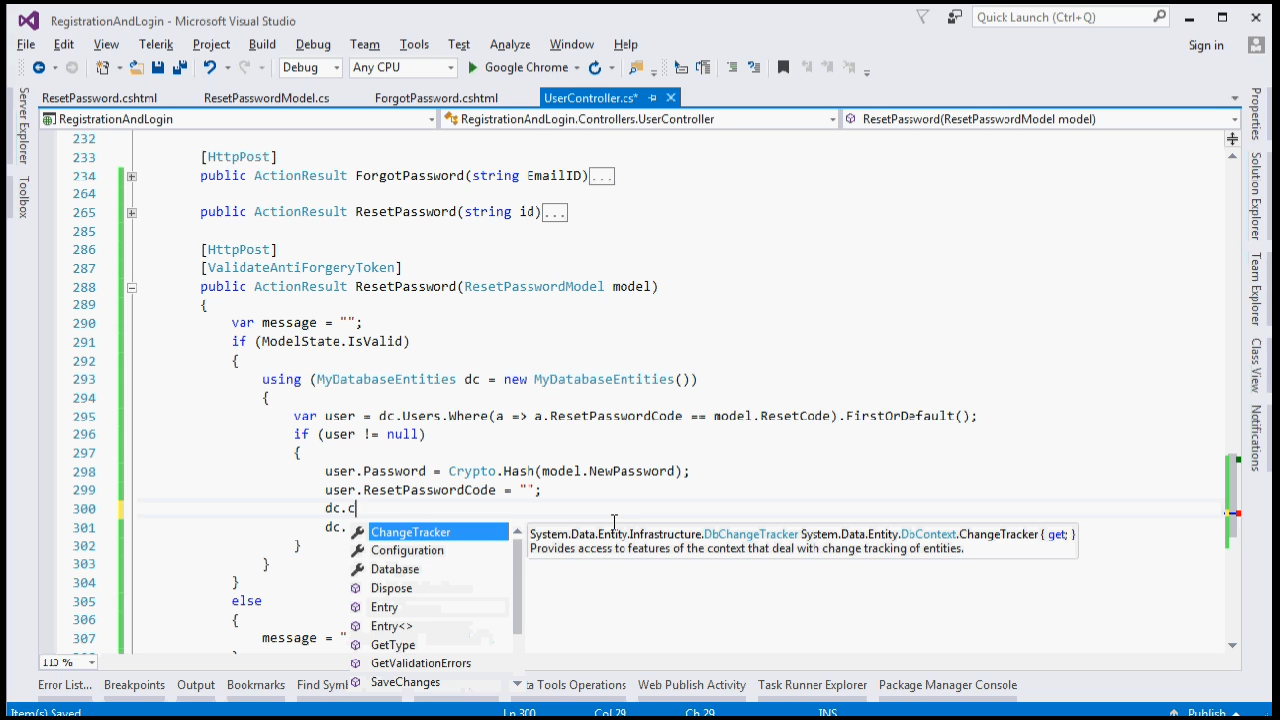 RegistrationAndLogin - Microsoft Visual Studio
Quick Launch (Ctrl+Q)
File Edit View Telerik Project Build Debug Team Tools Test Analyze Window Help
Sign in
Debug Any CPU Google Chrome
ResetPassword.cshtml ResetPasswordModel.cs ForgotPassword.cshtml UserController.cs*
RegistrationAndLogin RegistrationAndLogin.Controllers.UserController ResetPassword(ResetPasswordModel model)
Server Explorer
Toolbox
Properties
Solution Explorer
Team Explorer
Class View
Notifications
232
233 [HttpPost]
234 public ActionResult ForgotPassword(string EmailID)...
264
265 public ActionResult ResetPassword(string id)...
285
286 [HttpPost]
287 [ValidateAntiForgeryToken]
288 public ActionResult ResetPassword(ResetPasswordModel model)
289 {
290 var message = "";
291 if (ModelState.IsValid)
292 {
293 using (MyDatabaseEntities dc = new MyDatabaseEntities())
294 {
295 var user = dc.Users.Where(a => a.ResetPasswordCode == model.ResetCode).FirstOrDefault();
296 if (user != null)
297 {
298 user.Password = Crypto.Hash(model.NewPassword);
299 user.ResetPasswordCode = "";
300 dc.c
301 dc.
302 }
303 }
304 }
305 else
306 {
307 message = "
ChangeTracker
Configuration
Database
Dispose
Entry
Entry<>
GetType
GetValidationErrors
SaveChanges
System.Data.Entity.Infrastructure.DbChangeTracker System.Data.Entity.DbContext.ChangeTracker { get; }
Provides access to features of the context that deal with change tracking of entities.
110 %
Error List... Breakpoints Output Bookmarks Find Sym ta Tools Operations Web Publish Activity Task Runner Explorer Package Manager Console
Item(s) Saved Ln 300 Col 29 Ch 29 INS Publish